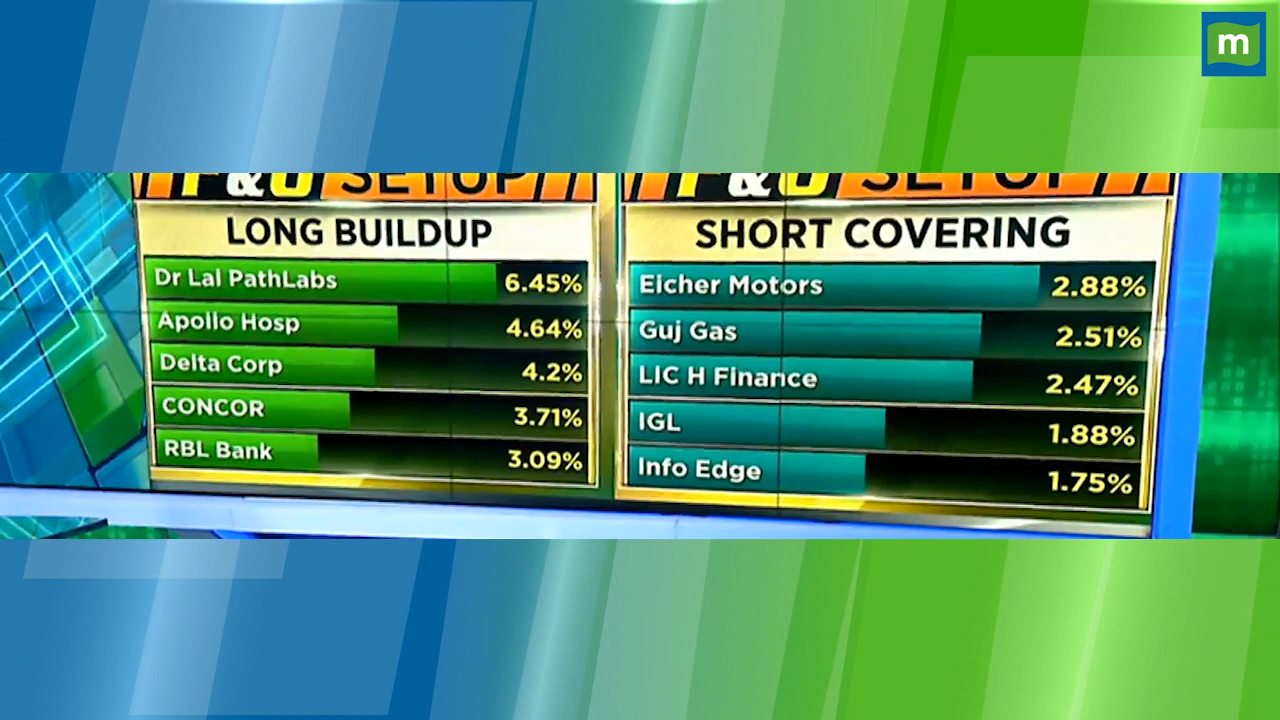 m
F&O SETUP
LONG BUILDUP
Dr Lal PathLabs 6.45%
Apollo Hosp 4.64%
Delta Corp 4.2%
CONCOR 3.71%
RBL Bank 3.09%
F&O SETUP
SHORT COVERING
Eicher Motors 2.88%
Guj Gas 2.51%
LIC H Finance 2.47%
IGL 1.88%
Info Edge 1.75%